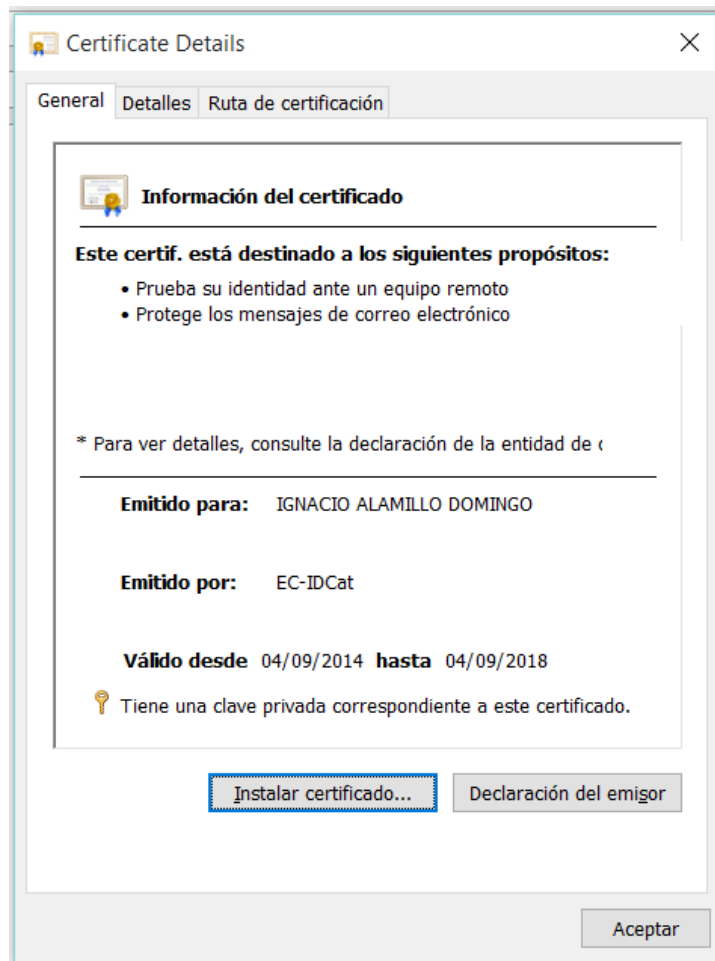 Certificate Details
General Detalles Ruta de certificación
Información del certificado
Este certif. está destinado a los siguientes propósitos:
• Prueba su identidad ante un equipo remoto
• Protege los mensajes de correo electrónico
* Para ver detalles, consulte la declaración de la entidad de
Emitido para: IGNACIO ALAMILLO DOMINGO
Emitido por: EC-IDCat
Válido desde 04/09/2014 hasta 04/09/2018
Tiene una clave privada correspondiente a este certificado.
Instalar certificado... Declaración del emisor
Aceptar